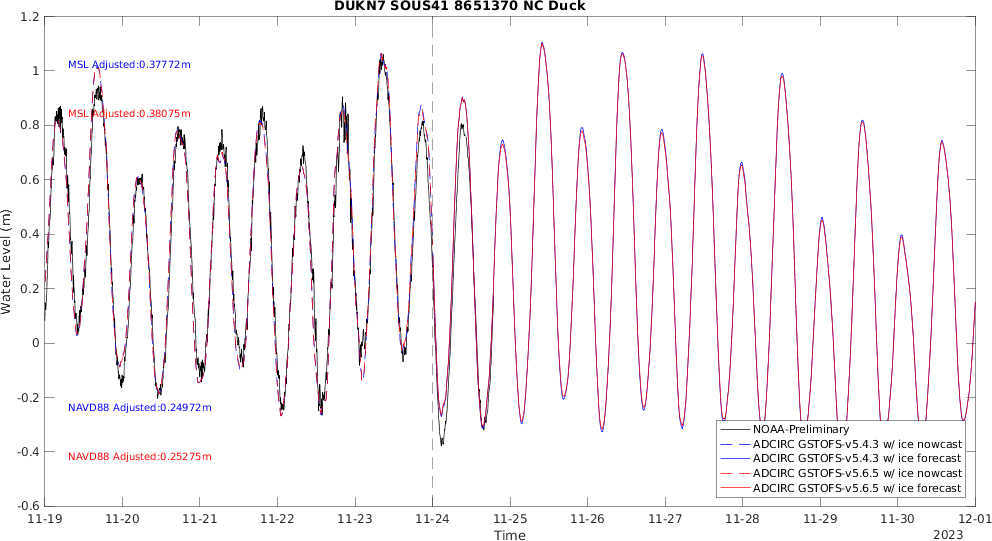 DUKN7 SOUS41 8651370 NC Duck
Water Level (m)
1.2
1
0.8
0.6
0.4
0.2
0
-0.2
-0.4
-0.6
MSL Adjusted:0.37772m
MSL Adjusted:0.38075m
NAVD88 Adjusted:0.24972m
NAVD88 Adjusted:0.25275m
NOAA-Preliminary
ADCIRC GSTOFS-v5.4.3 w/ ice nowcast
ADCIRC GSTOFS-v5.4.3 w/ ice forecast
ADCIRC GSTOFS-v5.6.5 w/ ice nowcast
ADCIRC GSTOFS-v5.6.5 w/ ice forecast
11-19 11-20 11-21 11-22 11-23 11-24 11-25 11-26 11-27 11-28 11-29 11-30 12-01
Time
2023